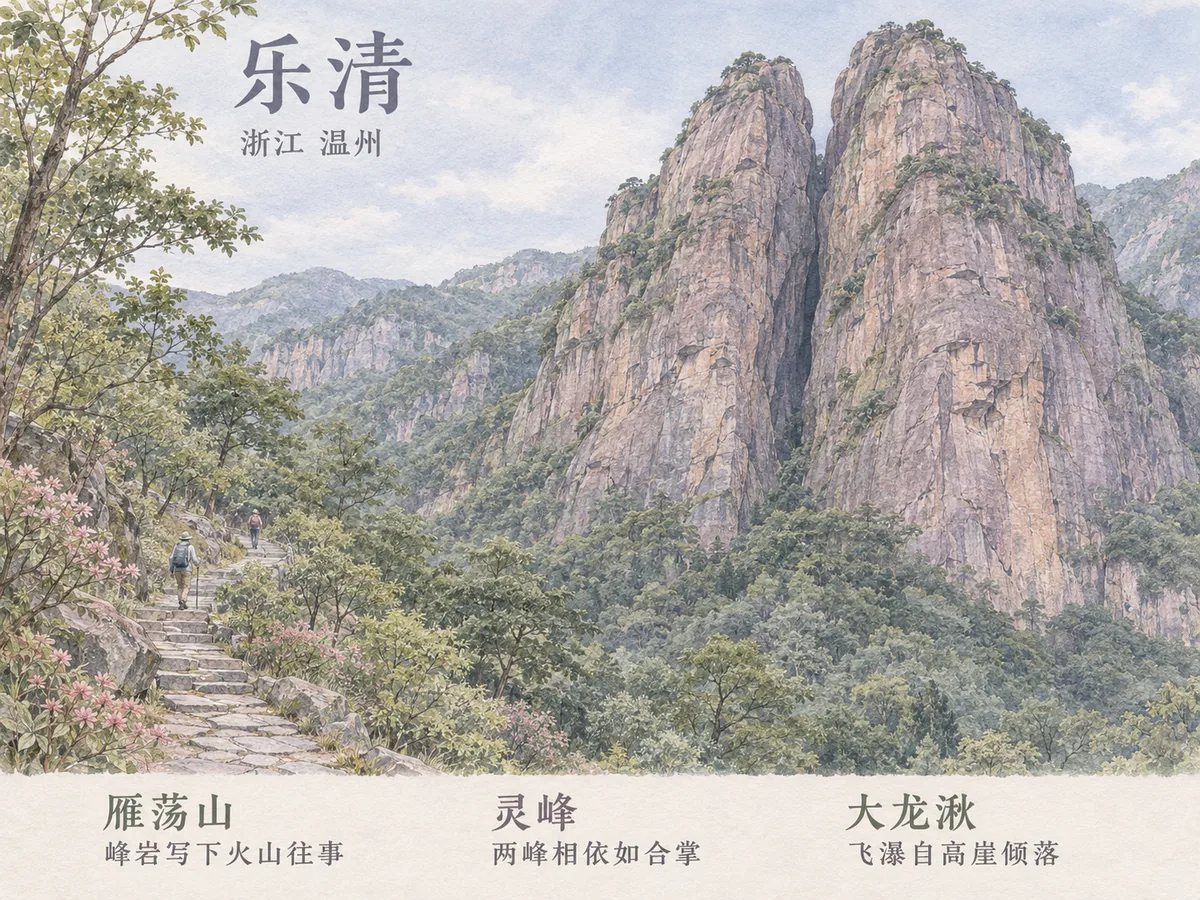 乐清
浙江 温州
雁荡山
峰岩写下火山往事
灵峰
两峰相依如合掌
大龙湫
飞瀑自高崖倾落